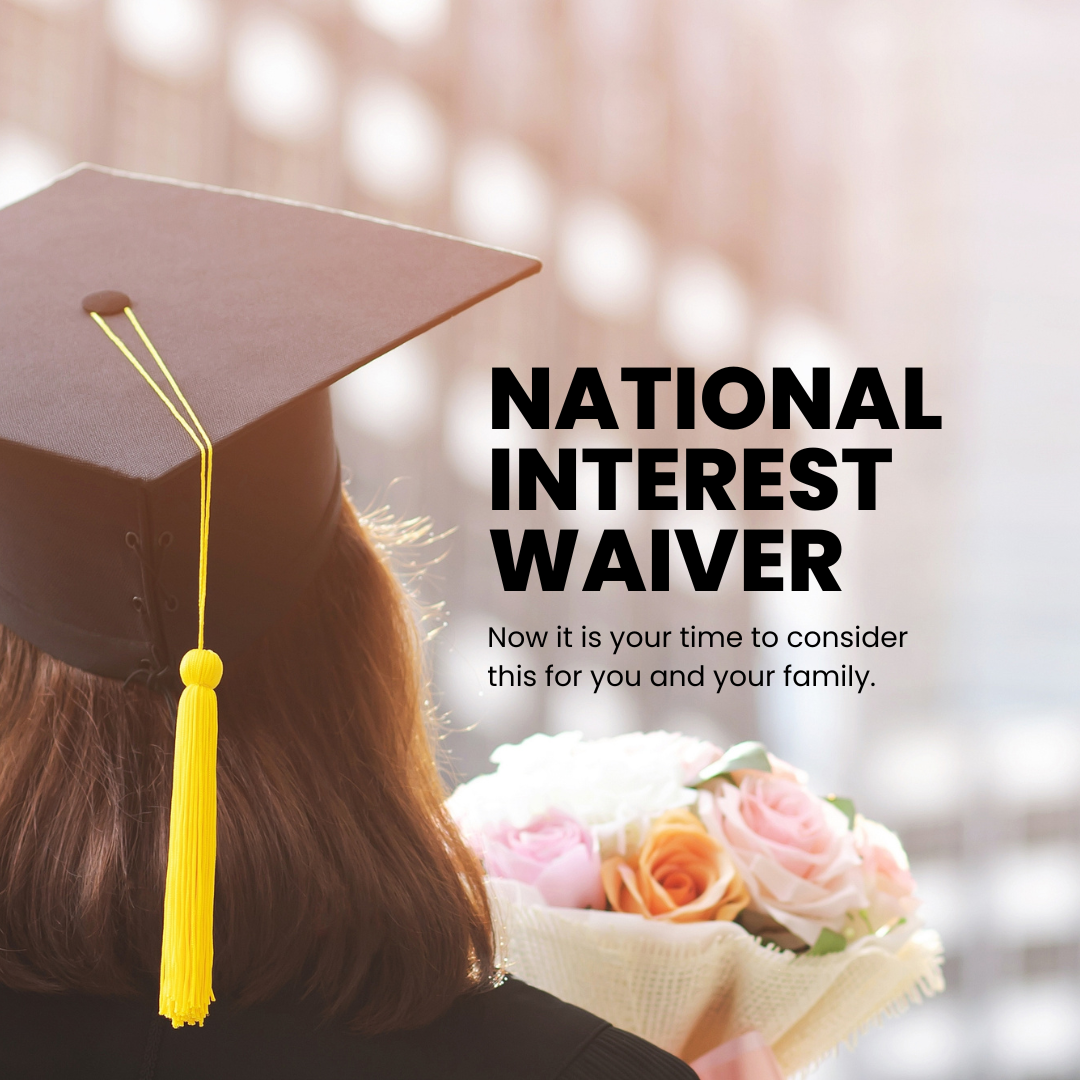 NATIONAL
INTEREST
WAIVER
Now it is your time to consider
this for you and your family.